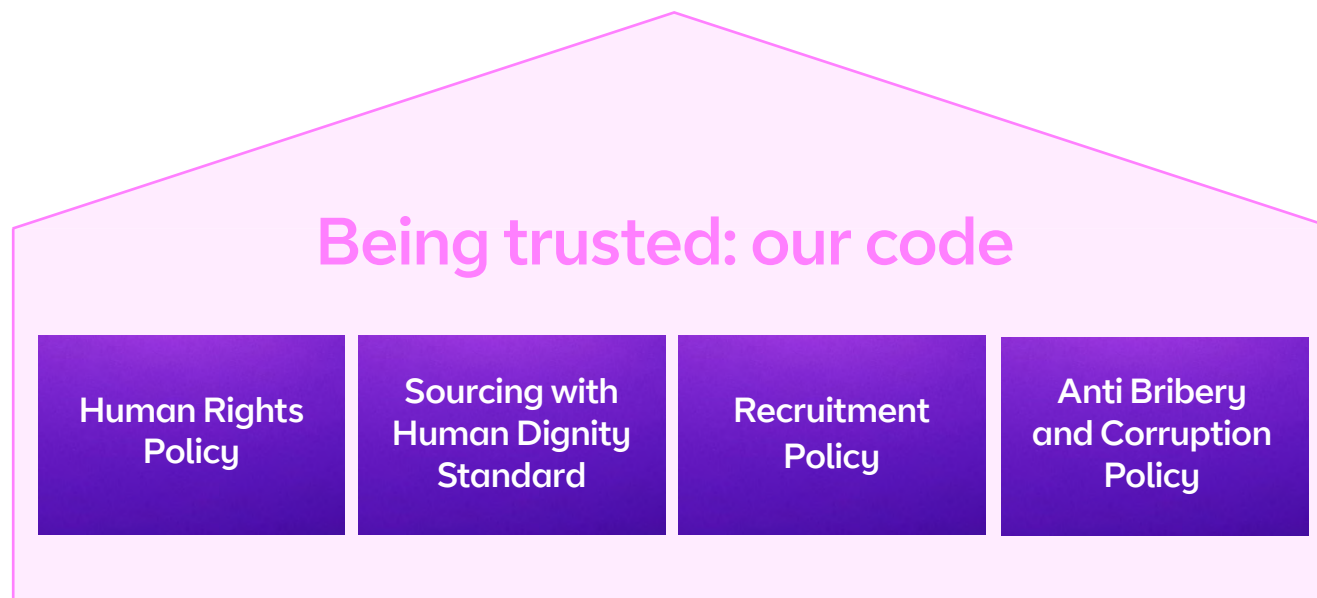 Being trusted: our code
Human Rights
Policy
Sourcing with
Human Dignity
Standard
Recruitment
Policy
Anti Bribery
and Corruption
Policy